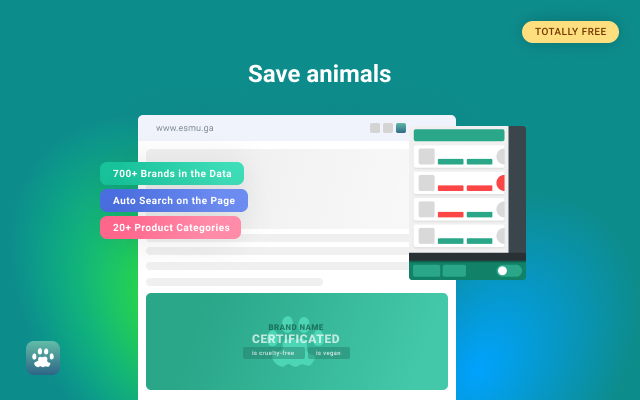 TOTALLY FREE
Save animals
www.esmu.ga
700+ Brands in the Data
Auto Search on the Page
20+ Product Categories
BRAND NAME
CERTIFICATED
is cruelty-free is vegan